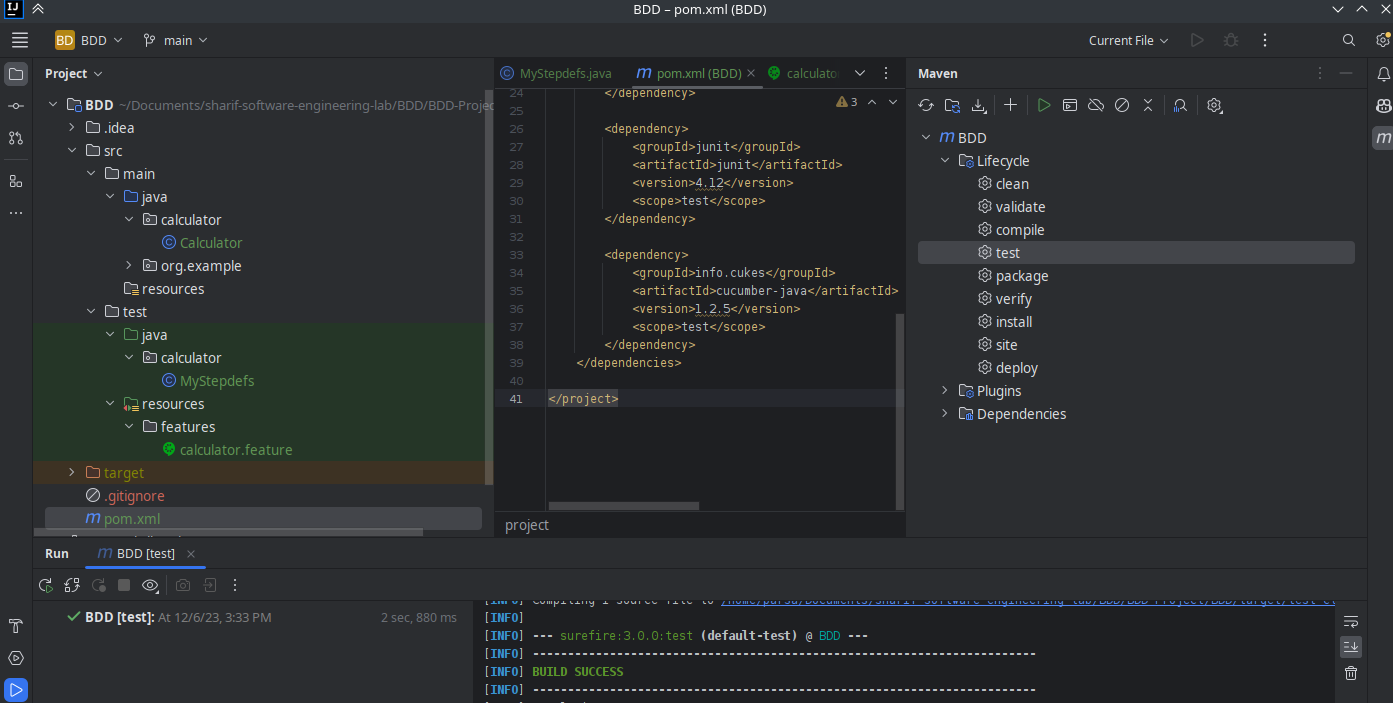 BDD – pom.xml (BDD)
BD BDD main Current File
Project
BDD ~/Documents/sharif-software-engineering-lab/BDD/BDD-Projec
.idea
src
main
java
calculator
Calculator
org.example
resources
test
java
calculator
MyStepdefs
resources
features
calculator.feature
target
.gitignore
pom.xml
MyStepdefs.java pom.xml (BDD) calculato
3
24 </dependency>
25
26 <dependency>
27 <groupId>junit</groupId>
28 <artifactId>junit</artifactId>
29 <version>4.12</version>
30 <scope>test</scope>
31 </dependency>
32
33 <dependency>
34 <groupId>info.cukes</groupId>
35 <artifactId>cucumber-java</artifactId>
36 <version>1.2.5</version>
37 <scope>test</scope>
38 </dependency>
39 </dependencies>
40
41 </project>
project
Maven
BDD
Lifecycle
clean
validate
compile
test
package
verify
install
site
deploy
Plugins
Dependencies
Run BDD [test]
BDD [test]: At 12/6/23, 3:33 PM 2 sec, 880 ms
[INFO] Compiling 1 source file to /home/parsa/Documents/sharif-software-engineering-lab/BDD/BDD-Project/BDD/target/test-cl
[INFO]
[INFO] --- surefire:3.0.0:test (default-test) @ BDD ---
[INFO] ------------------------------------------------------------------------
[INFO] BUILD SUCCESS
[INFO] ------------------------------------------------------------------------